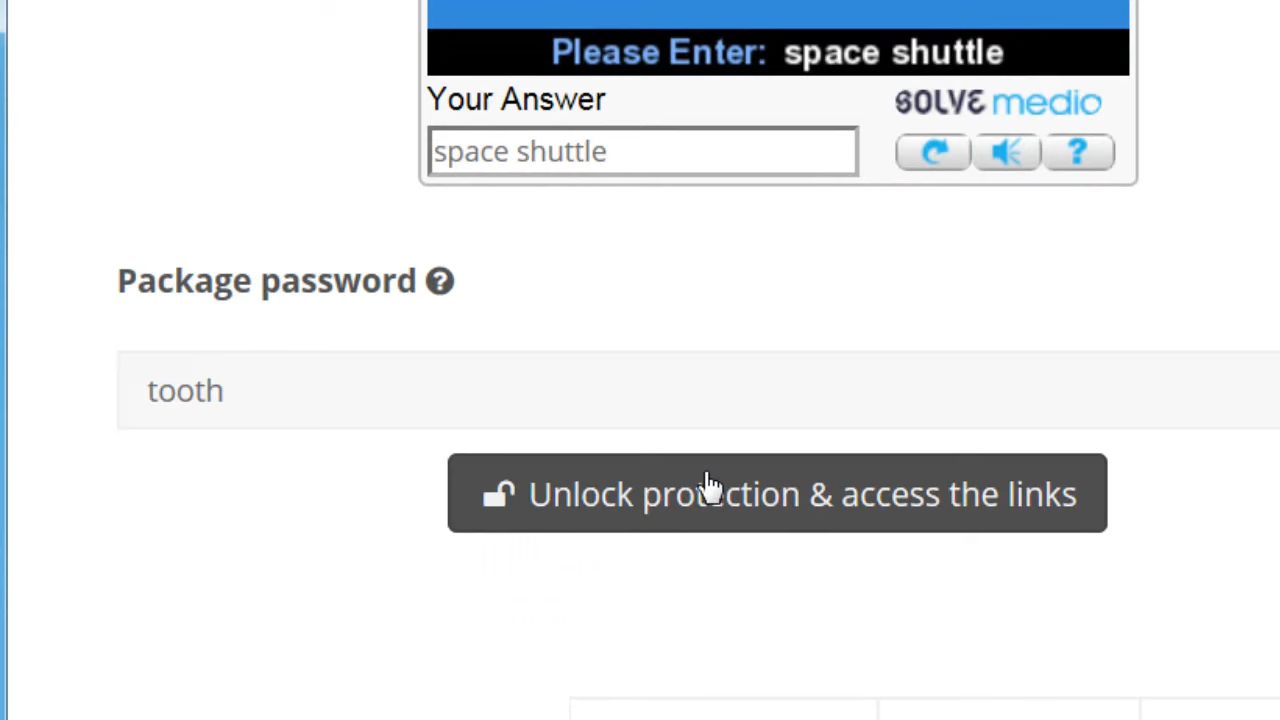 Please Enter: space shuttle
Your Answer
SOLVE media
space shuttle
?
Package password ?
tooth
Unlock protection & access the links